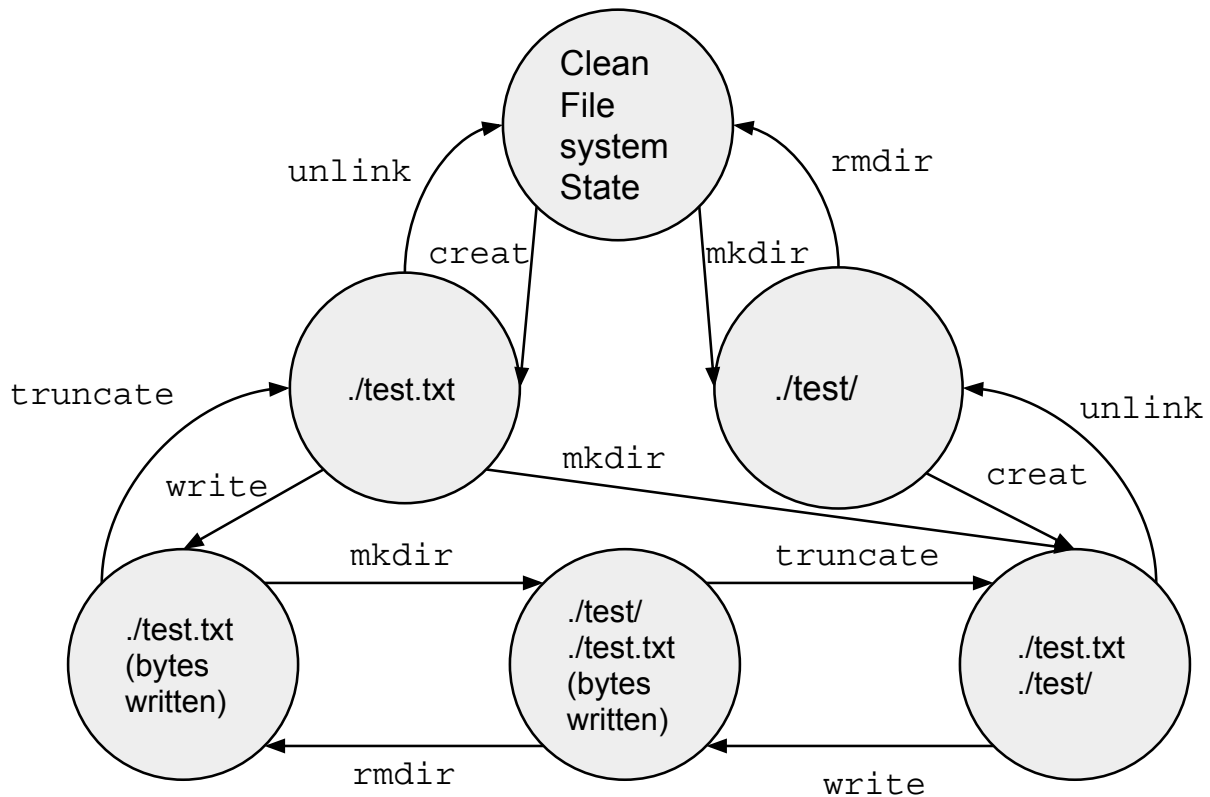 Clean
File
system
State
unlink
rmdir
creat
mkdir
./test.txt
./test/
truncate
unlink
write
mkdir
creat
mkdir
truncate
./test.txt
(bytes
written)
./test/
./test.txt
(bytes
written)
./test.txt
./test/
rmdir
write